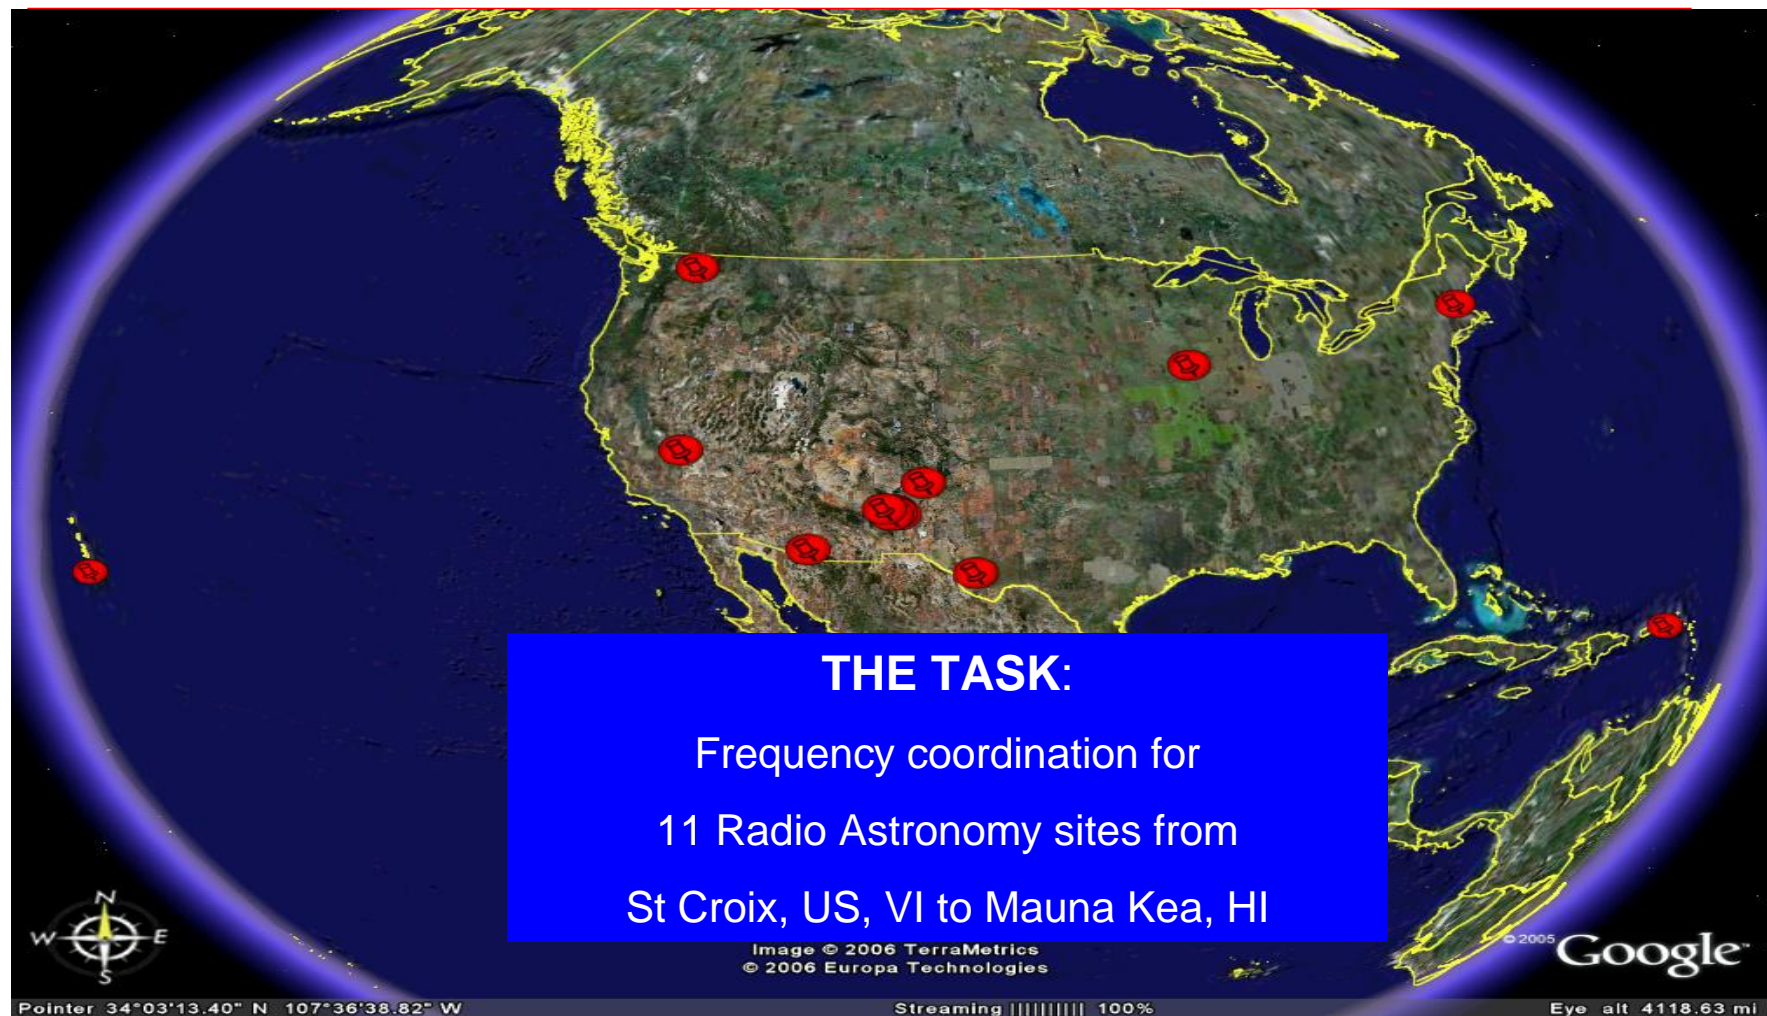 THE TASK:
Frequency coordination for
11 Radio Astronomy sites from
St Croix, US, VI to Mauna Kea, HI
N
W E
S
Image © 2006 TerraMetrics
© 2006 Europa Technologies
© 2005 Google™
Pointer 34°03'13.40" N 107°36'38.82" W Streaming |||||||||| 100% Eye alt 4118.63 mi